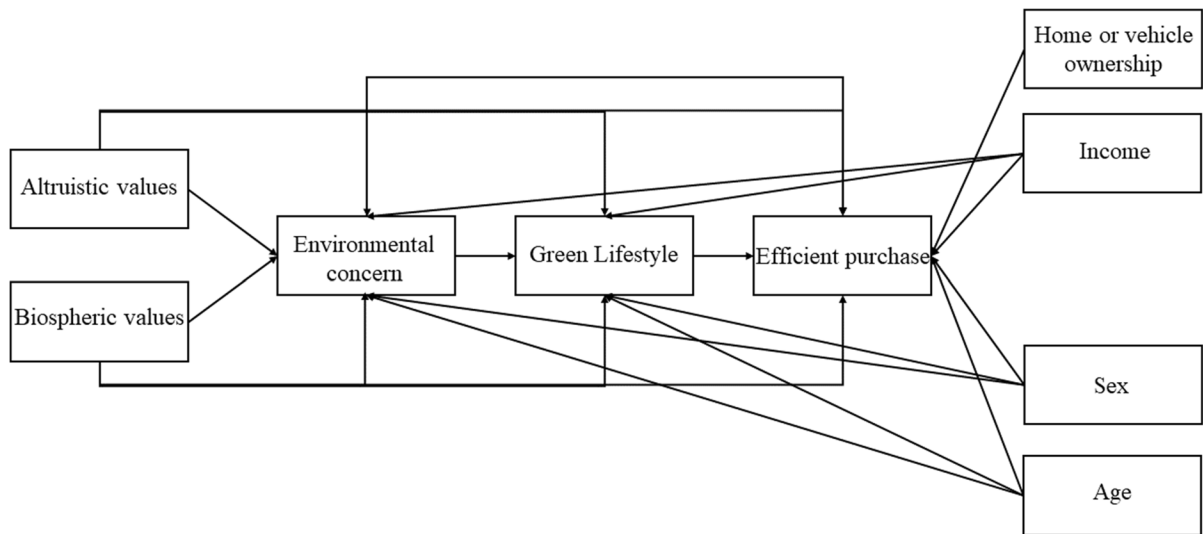 Home or vehicle
ownership
Income
Altruistic values
Environmental
concern
Green Lifestyle
Efficient purchase
Biospheric values
Sex
Age